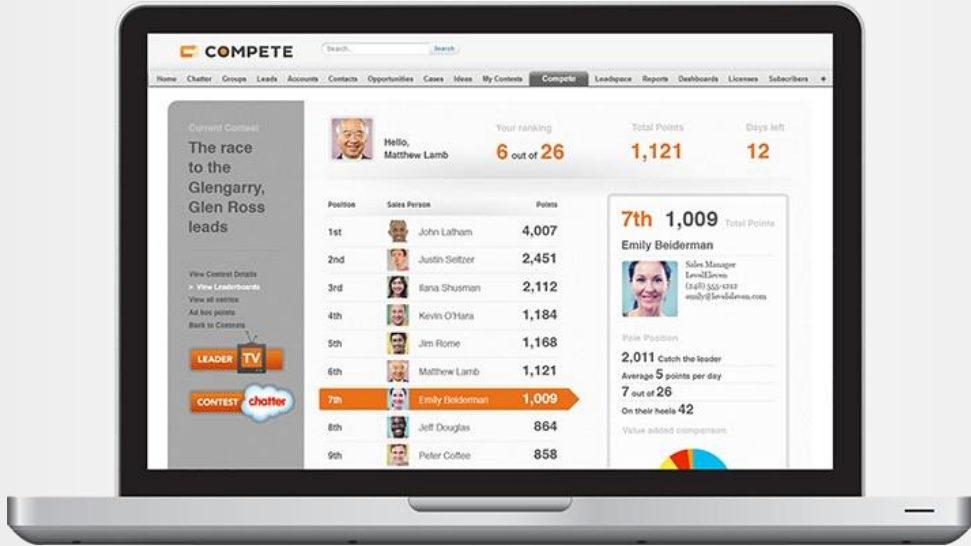 COMPETE
Search...
Search
Home Chatter Groups Leads Accounts Contacts Opportunities Cases Ideas My Contests Compete Leadspace Reports Dashboards Licenses Subscribers +
Current Contest
The race
to the
Glengarry,
Glen Ross
leads
View Contest Details
> View Leaderboards
View all entries
Ad hoc points
Back to Contests
LEADER TV
CONTEST chatter
Hello,
Matthew Lamb
Your ranking
6 out of 26
Total Points
1,121
Days left
12
Position Sales Person Points
1st John Latham 4,007
2nd Justin Seltzer 2,451
3rd Ilana Shusman 2,112
4th Kevin O'Hara 1,184
5th Jim Rome 1,168
6th Matthew Lamb 1,121
7th Emily Beiderman 1,009
8th Jeff Douglas 864
9th Peter Coffee 858
7th 1,009 Total Points
Emily Beiderman
Sales Manager
LevelEleven
(248) 555-1212
emily@leveleleven.com
Pole Position
2,011 Catch the leader
Average 5 points per day
7 out of 26
On their heels 42
Value added comparison